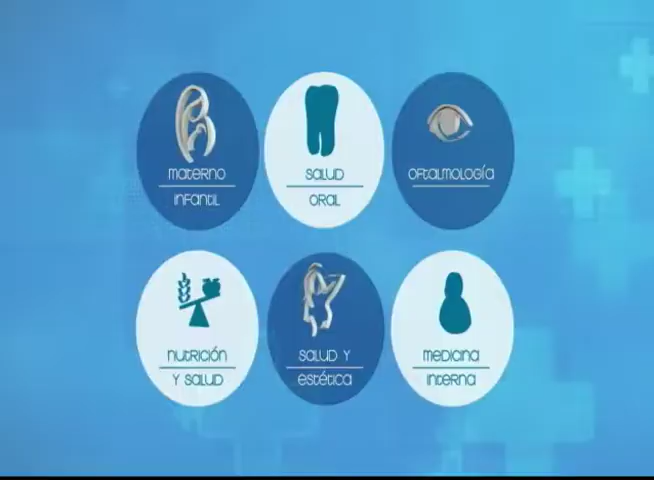 materno
infantil
salud
oral
oftalmología
nutrición
y salud
salud y
estética
medicina
interna